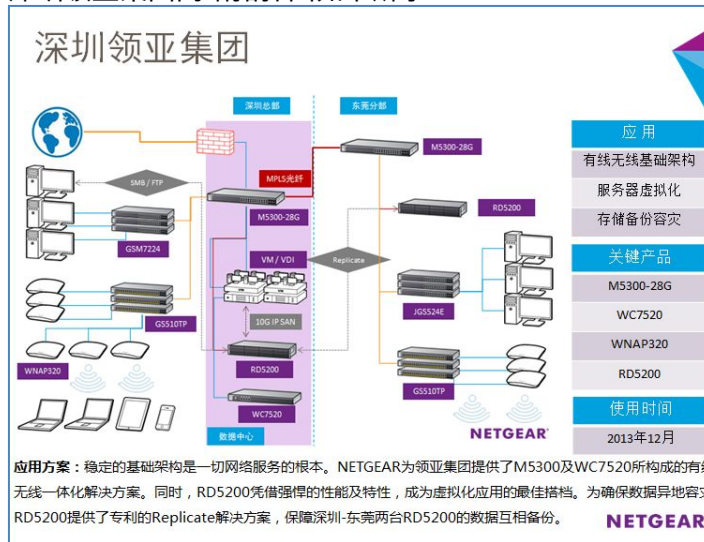 深圳领亚集团
深圳总部
东莞分部
M5300-28G
SMB / FTP
MPLS光纤
RD5200
M5300-28G
GSM7224
VM / VDI
Replicate
JGS524E
GS510TP
10G IP SAN
WNAP320
RD5200
GS510TP
WC7520
数据中心
NETGEAR
应用
有线无线基础架构
服务器虚拟化
存储备份容灾
关键产品
M5300-28G
WC7520
WNAP320
RD5200
使用时间
2013年12月
应用方案：稳定的基础架构是一切网络服务的根本。NETGEAR为领亚集团提供了M5300及WC7520所构成的有线
无线一体化解决方案。同时，RD5200凭借强悍的性能及特性，成为虚拟化应用的最佳搭档。为确保数据异地容灾
RD5200提供了专利的Replicate解决方案，保障深圳-东莞两台RD5200的数据互相备份。
NETGEAR